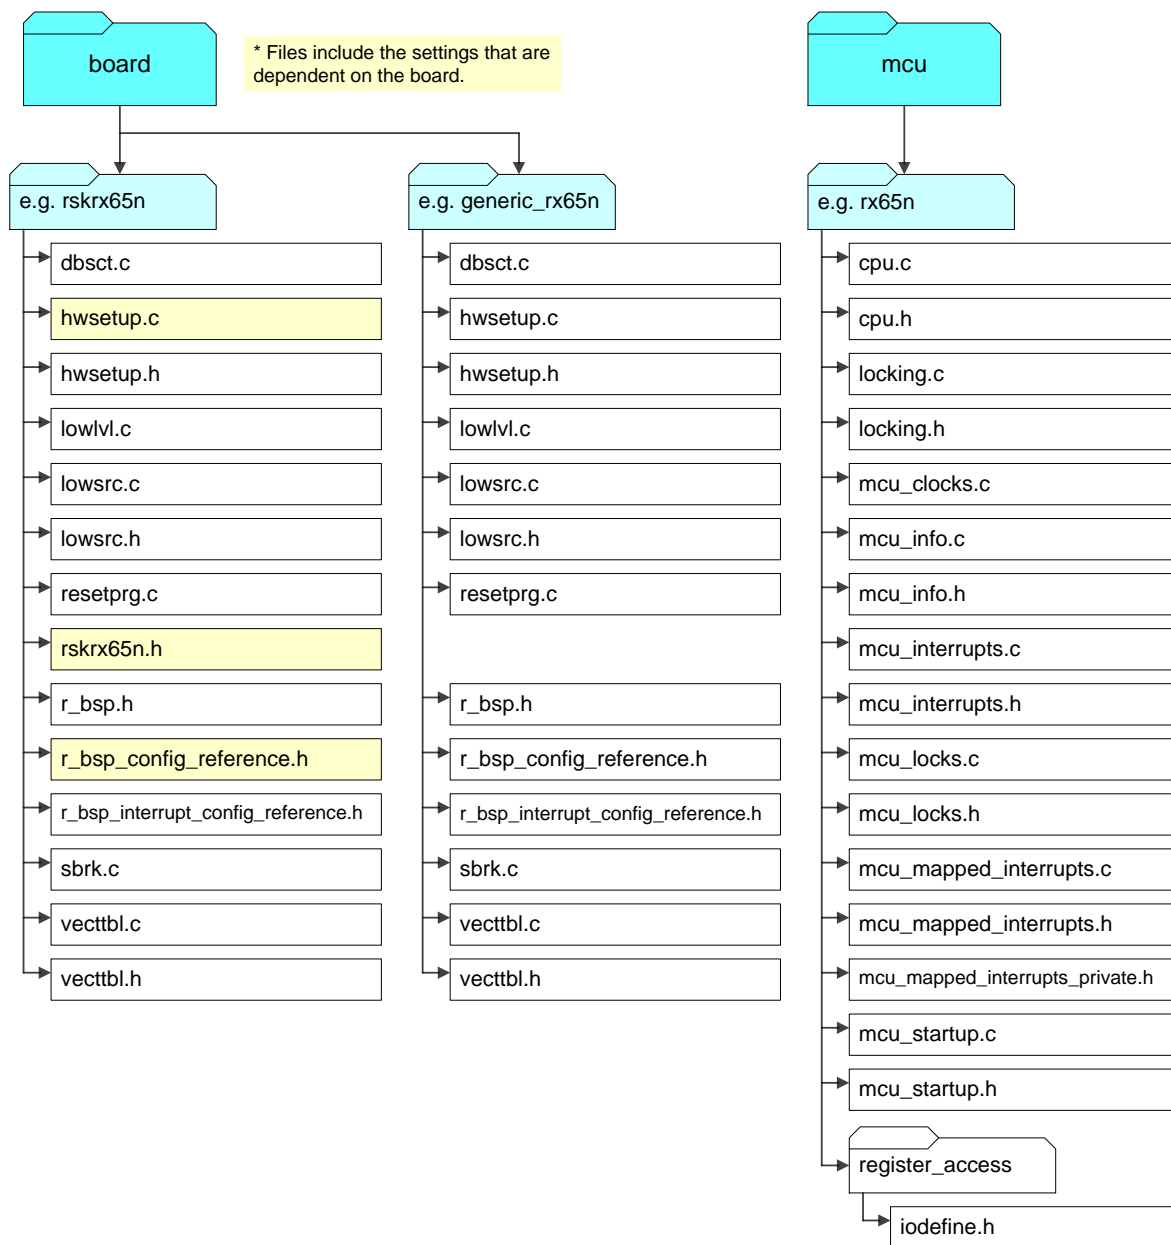 board
* Files include the settings that are
dependent on the board.
mcu
e.g. rskrx65n
dbsct.c
hwsetup.c
hwsetup.h
lowlvl.c
lowsrc.c
lowsrc.h
resetprg.c
rskrx65n.h
r_bsp.h
r_bsp_config_reference.h
r_bsp_interrupt_config_reference.h
sbrk.c
vecttbl.c
vecttbl.h
e.g. generic_rx65n
dbsct.c
hwsetup.c
hwsetup.h
lowlvl.c
lowsrc.c
lowsrc.h
resetprg.c
r_bsp.h
r_bsp_config_reference.h
r_bsp_interrupt_config_reference.h
sbrk.c
vecttbl.c
vecttbl.h
e.g. rx65n
cpu.c
cpu.h
locking.c
locking.h
mcu_clocks.c
mcu_info.c
mcu_info.h
mcu_interrupts.c
mcu_interrupts.h
mcu_locks.c
mcu_locks.h
mcu_mapped_interrupts.c
mcu_mapped_interrupts.h
mcu_mapped_interrupts_private.h
mcu_startup.c
mcu_startup.h
register_access
iodefine.h